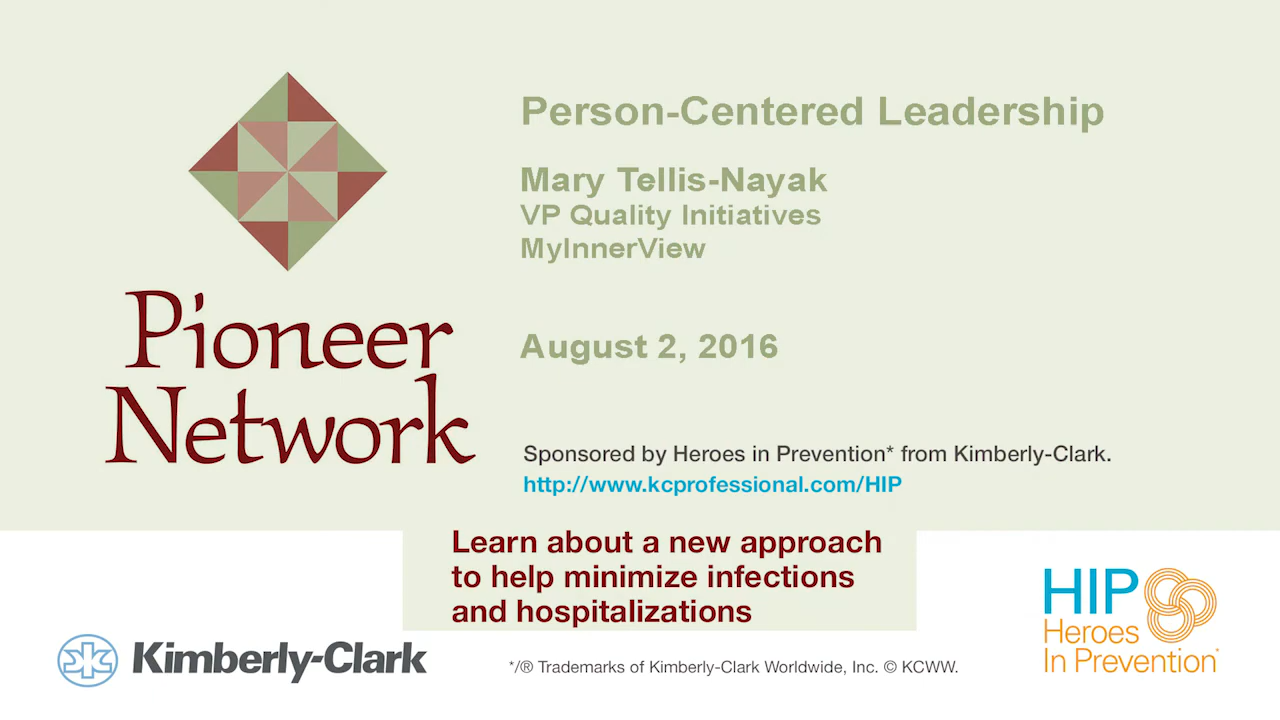 Person-Centered Leadership
Mary Tellis-Nayak
VP Quality Initiatives
MyInnerView
August 2, 2016
Pioneer
Network
Sponsored by Heroes in Prevention* from Kimberly-Clark.
http://www.kcprofessional.com/HIP
Learn about a new approach
to help minimize infections
and hospitalizations
Kimberly-Clark
*/® Trademarks of Kimberly-Clark Worldwide, Inc. © KCWW.
HIP
Heroes
In Prevention*